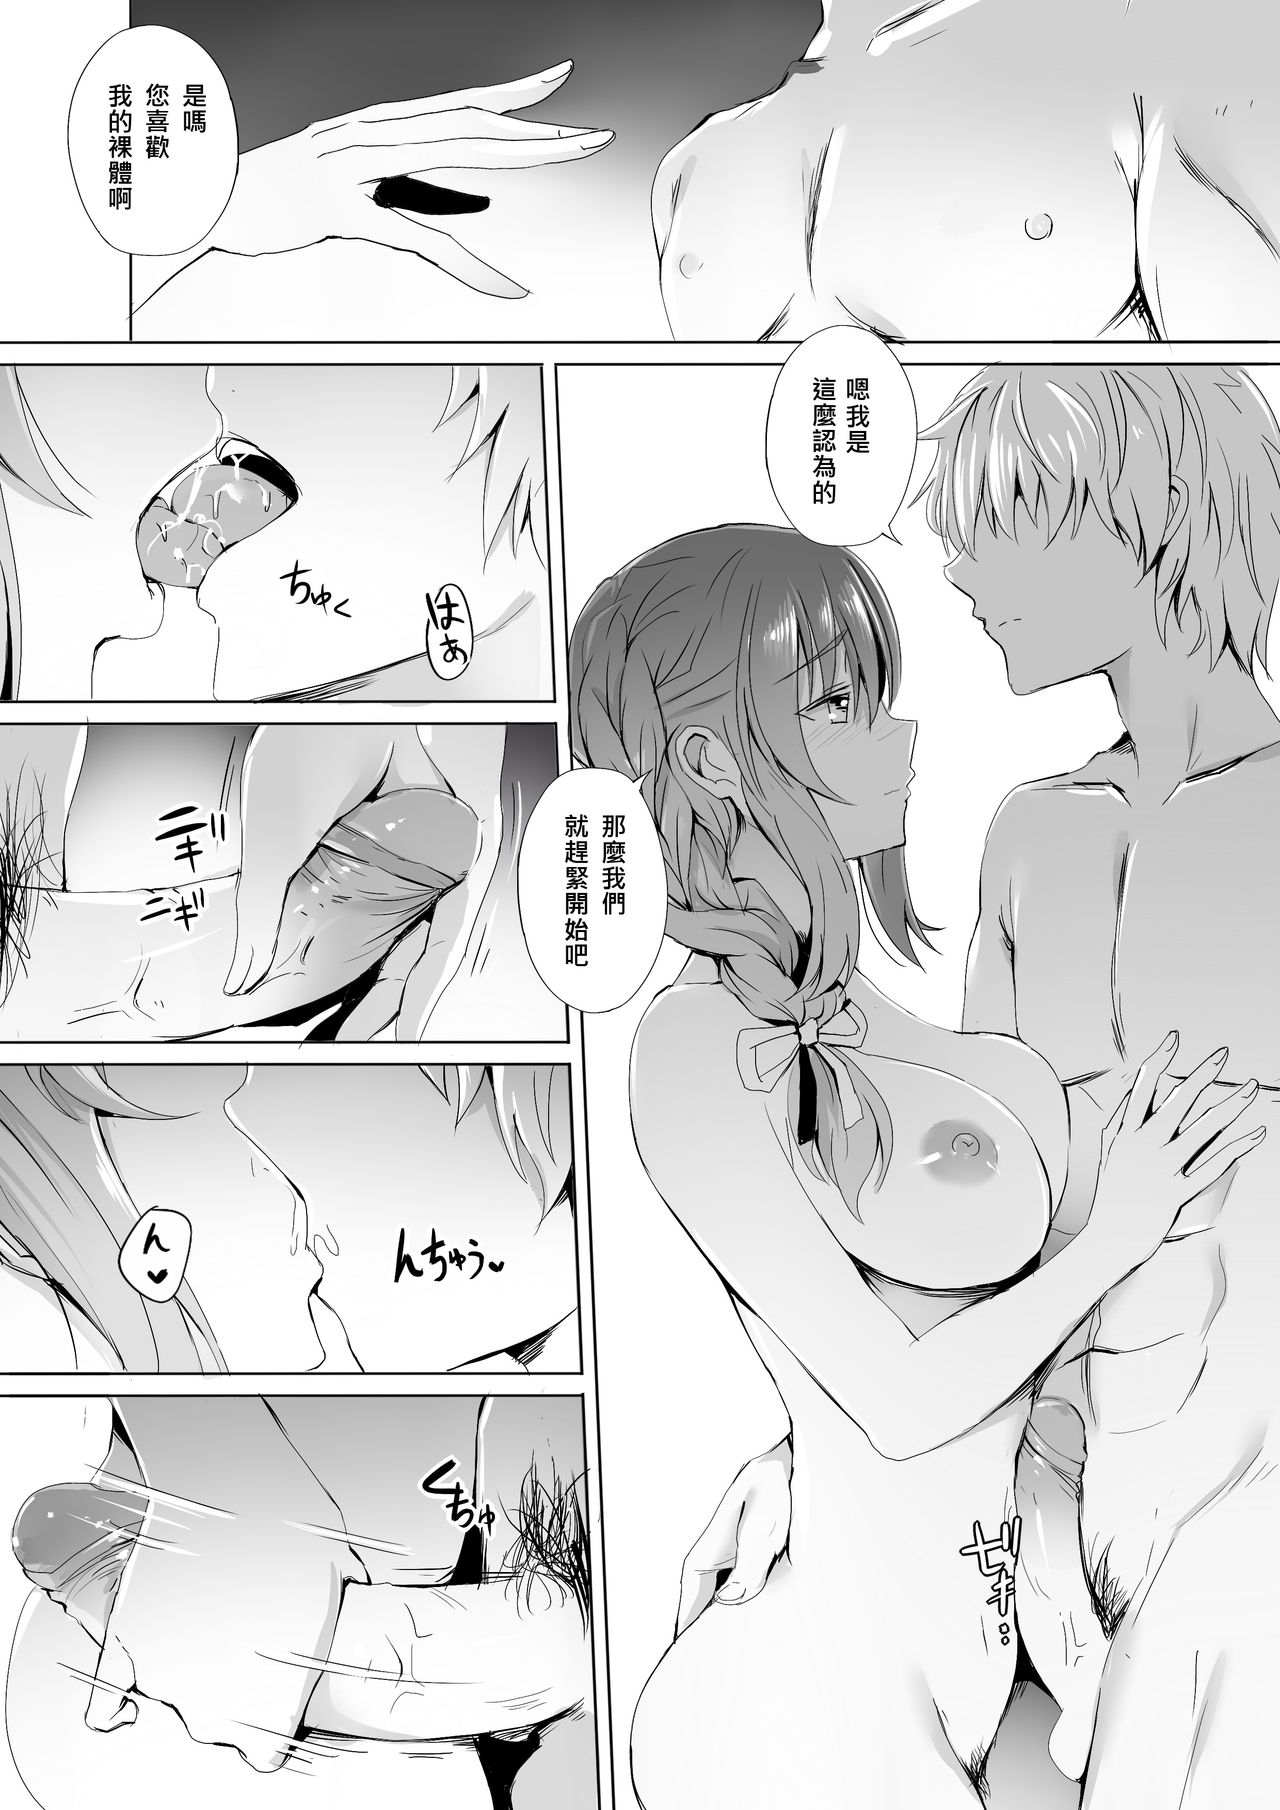 是嗎
您喜歡
我的裸體啊
嗯我是
這麼認為的
那麼我們
就趕緊開始吧
ちゅく
はぁ
ニギ
ニギ
ん♥
んちゅう♥
くちゅ